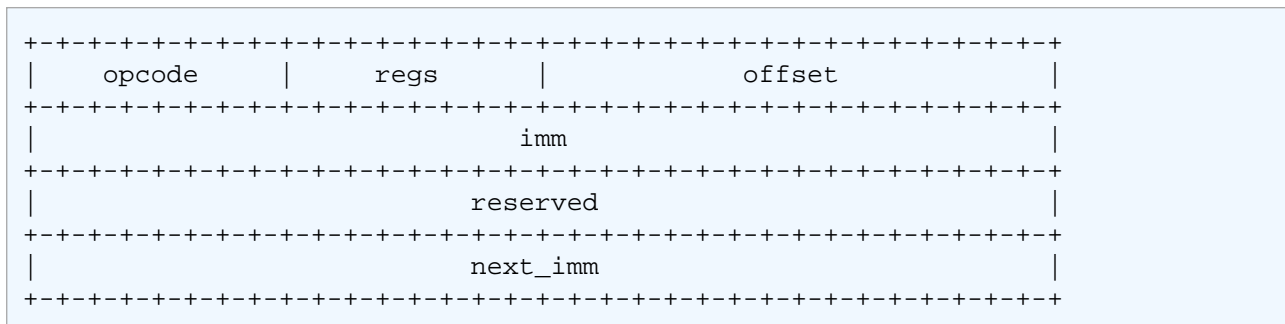 +-+-+-+-+-+-+-+-+-+-+-+-+-+-+-+-+-+-+-+-+-+-+-+-+-+-+-+-+-+-+-+-+
|    opcode     |     regs      |            offset             |
+-+-+-+-+-+-+-+-+-+-+-+-+-+-+-+-+-+-+-+-+-+-+-+-+-+-+-+-+-+-+-+-+
|                              imm                              |
+-+-+-+-+-+-+-+-+-+-+-+-+-+-+-+-+-+-+-+-+-+-+-+-+-+-+-+-+-+-+-+-+
|                           reserved                            |
+-+-+-+-+-+-+-+-+-+-+-+-+-+-+-+-+-+-+-+-+-+-+-+-+-+-+-+-+-+-+-+-+
|                           next_imm                            |
+-+-+-+-+-+-+-+-+-+-+-+-+-+-+-+-+-+-+-+-+-+-+-+-+-+-+-+-+-+-+-+-+